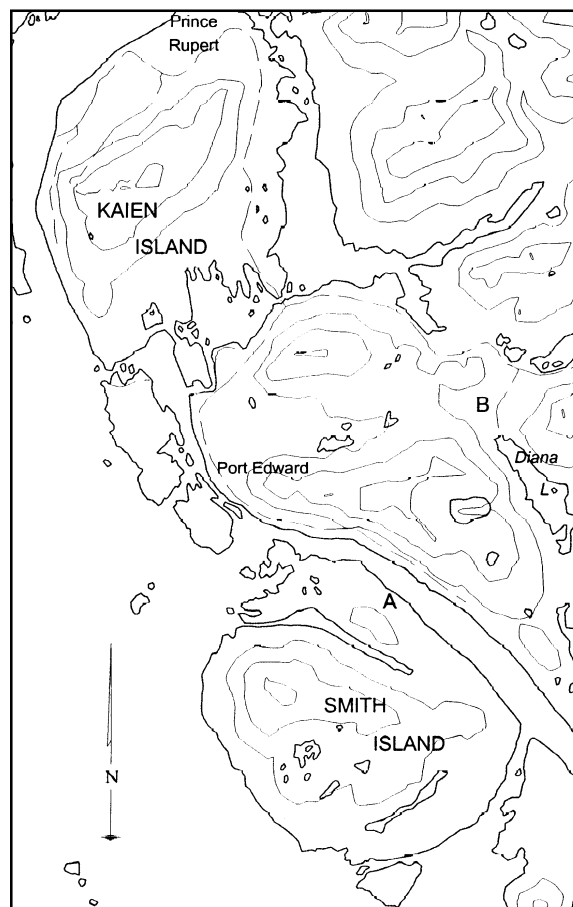 Prince
Rupert
KAIEN
ISLAND
B
Diana
L
Port Edward
A
SMITH
ISLAND
N